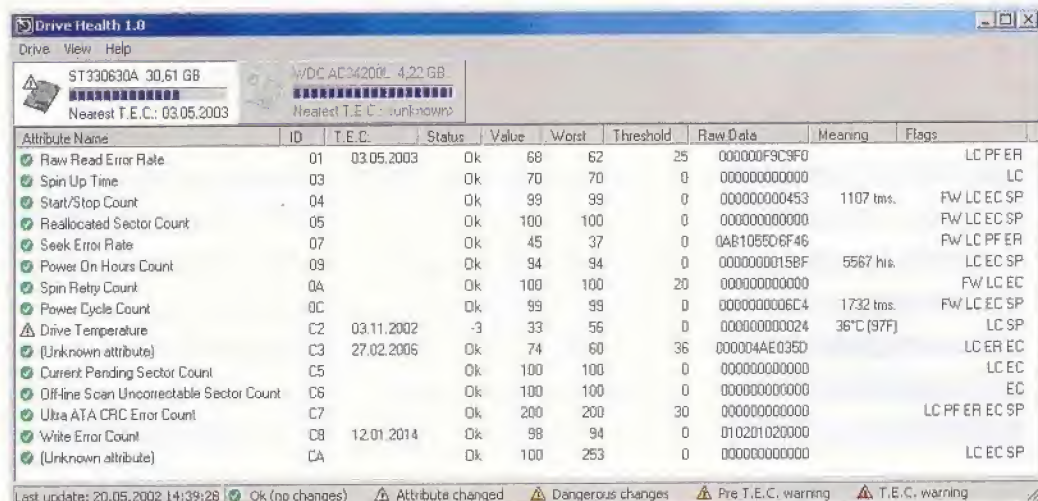 Drive Health 1.8
Drive View Help
ST330630A 30,61 GB
Nearest T.E.C.: 03.05.2003
WDC AC34200L 4,22 GB
Nearest T.E.C.: (unknown)
Attribute Name ID T.E.C. Status Value Worst Threshold Raw Data Meaning Flags
Raw Read Error Rate 01 03.05.2003 Ok 68 62 25 000000F9C9F0 LC PF ER
Spin Up Time 03 Ok 70 70 0 000000000000 LC
Start/Stop Count 04 Ok 99 99 0 000000000453 1107 tms. FW LC EC SP
Reallocated Sector Count 05 Ok 100 100 0 000000000000 FW LC EC SP
Seek Error Rate 07 Ok 45 37 0 0AB1055D6F46 FW LC PF ER
Power On Hours Count 09 Ok 94 94 0 0000000015BF 5567 hrs. LC EC SP
Spin Retry Count 0A Ok 100 100 20 000000000000 FW LC EC
Power Cycle Count 0C Ok 99 99 0 0000000006C4 1732 tms. FW LC EC SP
Drive Temperature C2 03.11.2002 -3 33 56 0 000000000024 36°C (97F) LC SP
(Unknown attribute) C3 27.02.2006 Ok 74 60 36 000004AE035D LC ER EC
Current Pending Sector Count C5 Ok 100 100 0 000000000000 LC EC
Off-line Scan Uncorrectable Sector Count C6 Ok 100 100 0 000000000000 EC
Ultra ATA CRC Error Count C7 Ok 200 200 30 000000000000 LC PF ER EC SP
Write Error Count C8 12.01.2014 Ok 98 94 0 010201020000
(Unknown attribute) CA Ok 100 253 0 000000000000 LC EC SP
Last update: 20.05.2002 14:39:28 Ok (no changes) Attribute changed Dangerous changes Pre T.E.C. warning T.E.C. warning